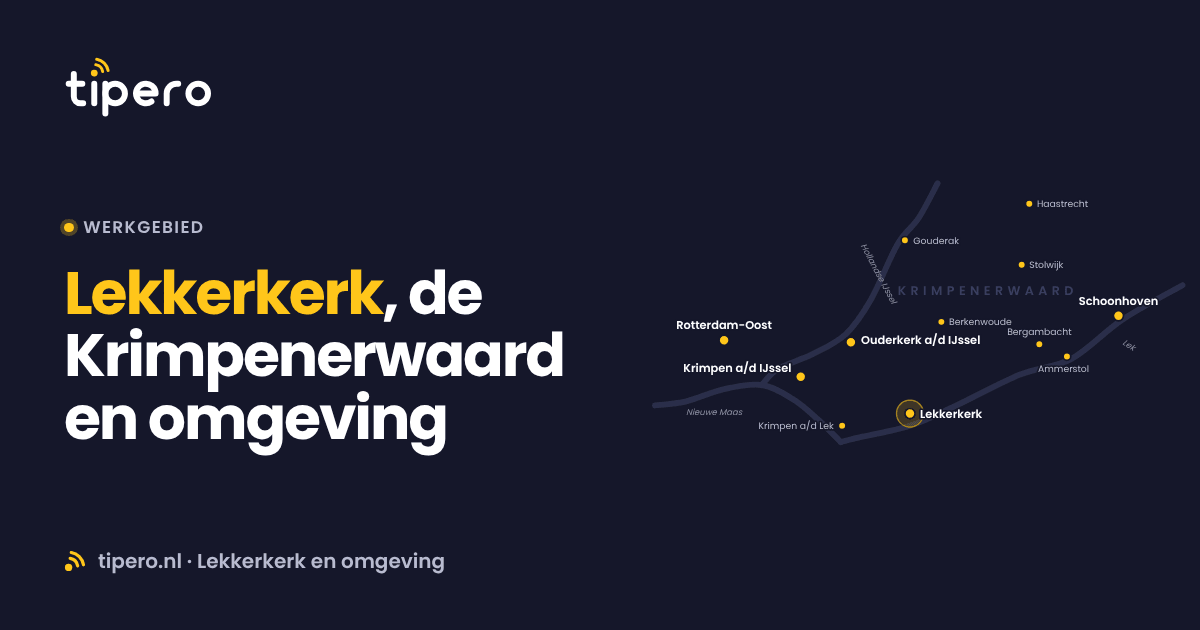 tipero
WERKGEBIED
Lekkerkerk, de
Krimpenerwaard
en omgeving
tipero.nl · Lekkerkerk en omgeving
Haastrecht
Gouderak
Hollandse IJssel
Stolwijk
KRIMPENERWAARD
Schoonhoven
Rotterdam-Oost
Berkenwoude
Bergambacht
Ouderkerk a/d IJssel
Lek
Krimpen a/d IJssel
Ammerstol
Nieuwe Maas
Lekkerkerk
Krimpen a/d Lek